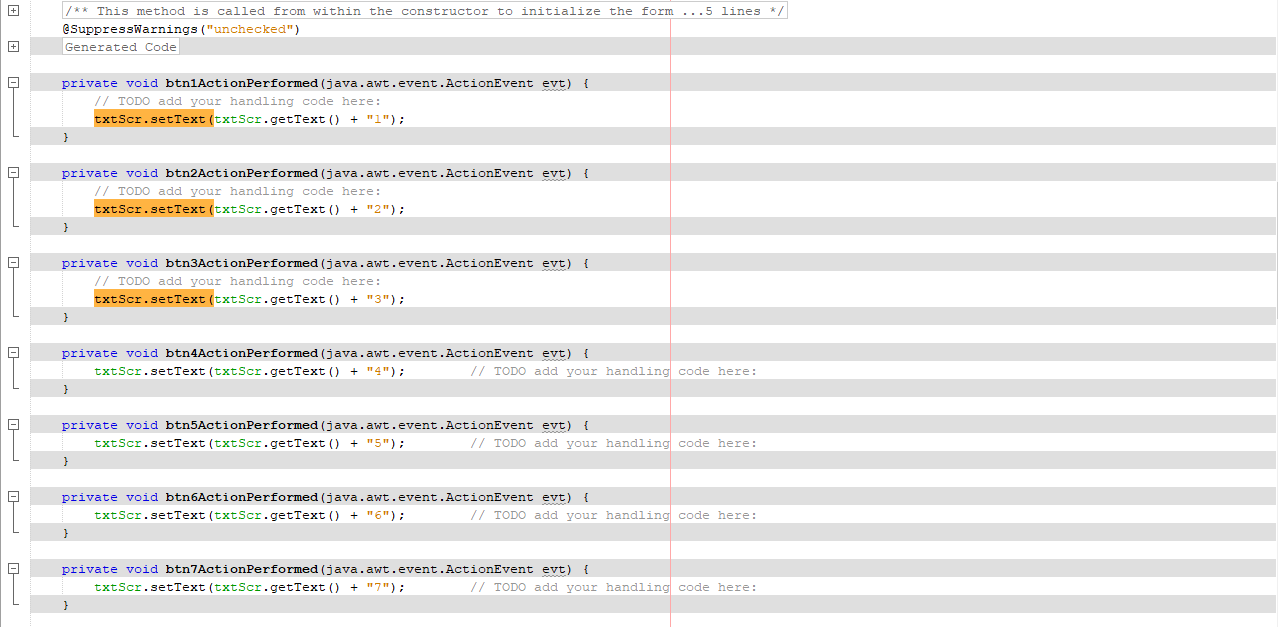 /** This method is called from within the constructor to initialize the form ...5 lines */
@SuppressWarnings("unchecked")
Generated Code
private void btn1ActionPerformed(java.awt.event.ActionEvent evt) {
// TODO add your handling code here:
txtScr.setText(txtScr.getText() + "1");
}
private void btn2ActionPerformed(java.awt.event.ActionEvent evt) {
// TODO add your handling code here:
txtScr.setText(txtScr.getText() + "2");
}
private void btn3ActionPerformed(java.awt.event.ActionEvent evt) {
// TODO add your handling code here:
txtScr.setText(txtScr.getText() + "3");
}
private void btn4ActionPerformed(java.awt.event.ActionEvent evt) {
txtScr.setText(txtScr.getText() + "4");        // TODO add your handling code here:
}
private void btn5ActionPerformed(java.awt.event.ActionEvent evt) {
txtScr.setText(txtScr.getText() + "5");        // TODO add your handling code here:
}
private void btn6ActionPerformed(java.awt.event.ActionEvent evt) {
txtScr.setText(txtScr.getText() + "6");        // TODO add your handling code here:
}
private void btn7ActionPerformed(java.awt.event.ActionEvent evt) {
txtScr.setText(txtScr.getText() + "7");        // TODO add your handling code here:
}